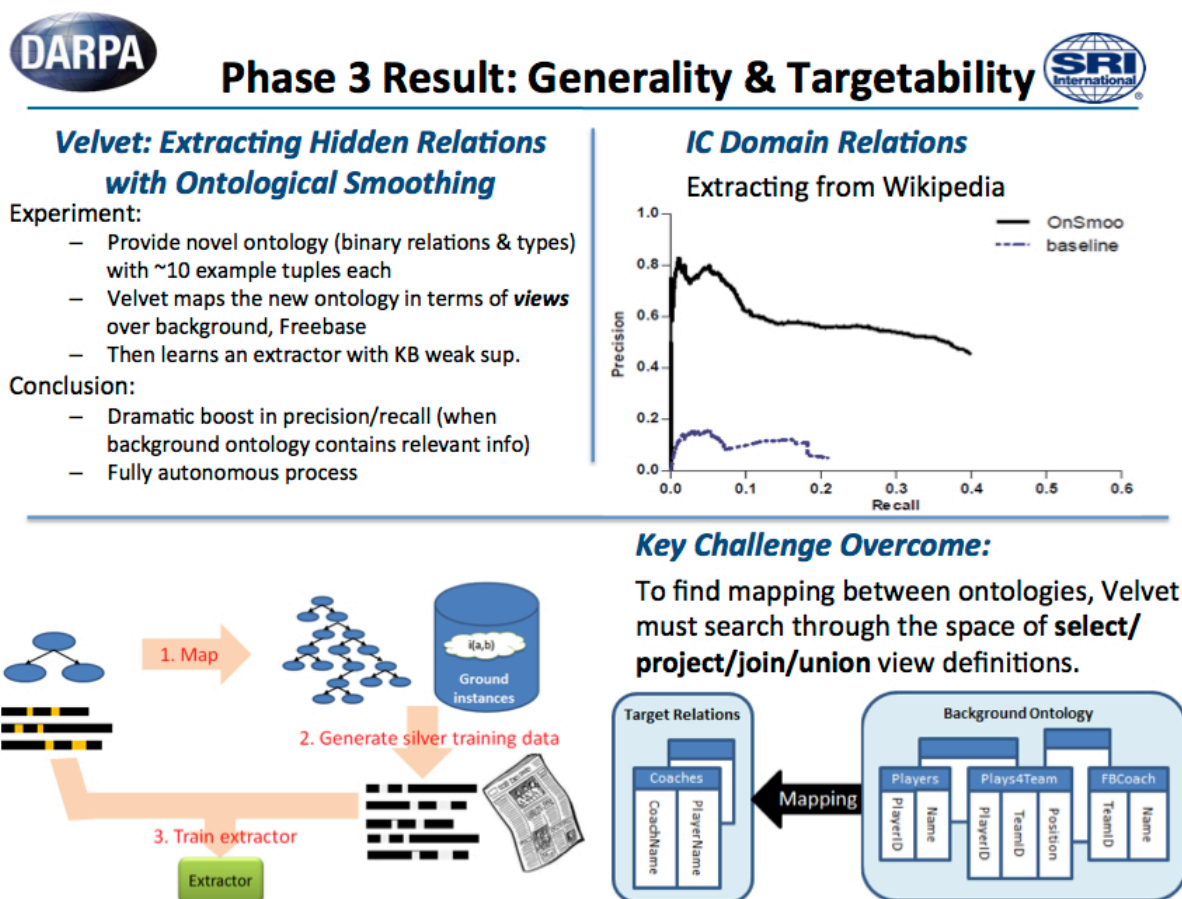 DARPA
Phase 3 Result: Generality & Targetability
SRI
International
®
Velvet: Extracting Hidden Relations
with Ontological Smoothing
Experiment:
– Provide novel ontology (binary relations & types)
with ~10 example tuples each
– Velvet maps the new ontology in terms of views
over background, Freebase
– Then learns an extractor with KB weak sup.
Conclusion:
– Dramatic boost in precision/recall (when
background ontology contains relevant info)
– Fully autonomous process
IC Domain Relations
Extracting from Wikipedia
1.0
0.8
0.6
0.4
0.2
0.0
Precision
OnSmoo
baseline
0.0 0.1 0.2 0.3 0.4 0.5 0.6
Recall
1. Map
i(a,b)
Ground
instances
2. Generate silver training data
3. Train extractor
Extractor
Key Challenge Overcome:
To find mapping between ontologies, Velvet
must search through the space of select/
project/join/union view definitions.
Target Relations
Coaches
CoachName
PlayerName
Mapping
Background Ontology
Players
PlayerID
Name
Plays4Team
PlayerID
TeamID
Position
FBCoach
TeamID
Name